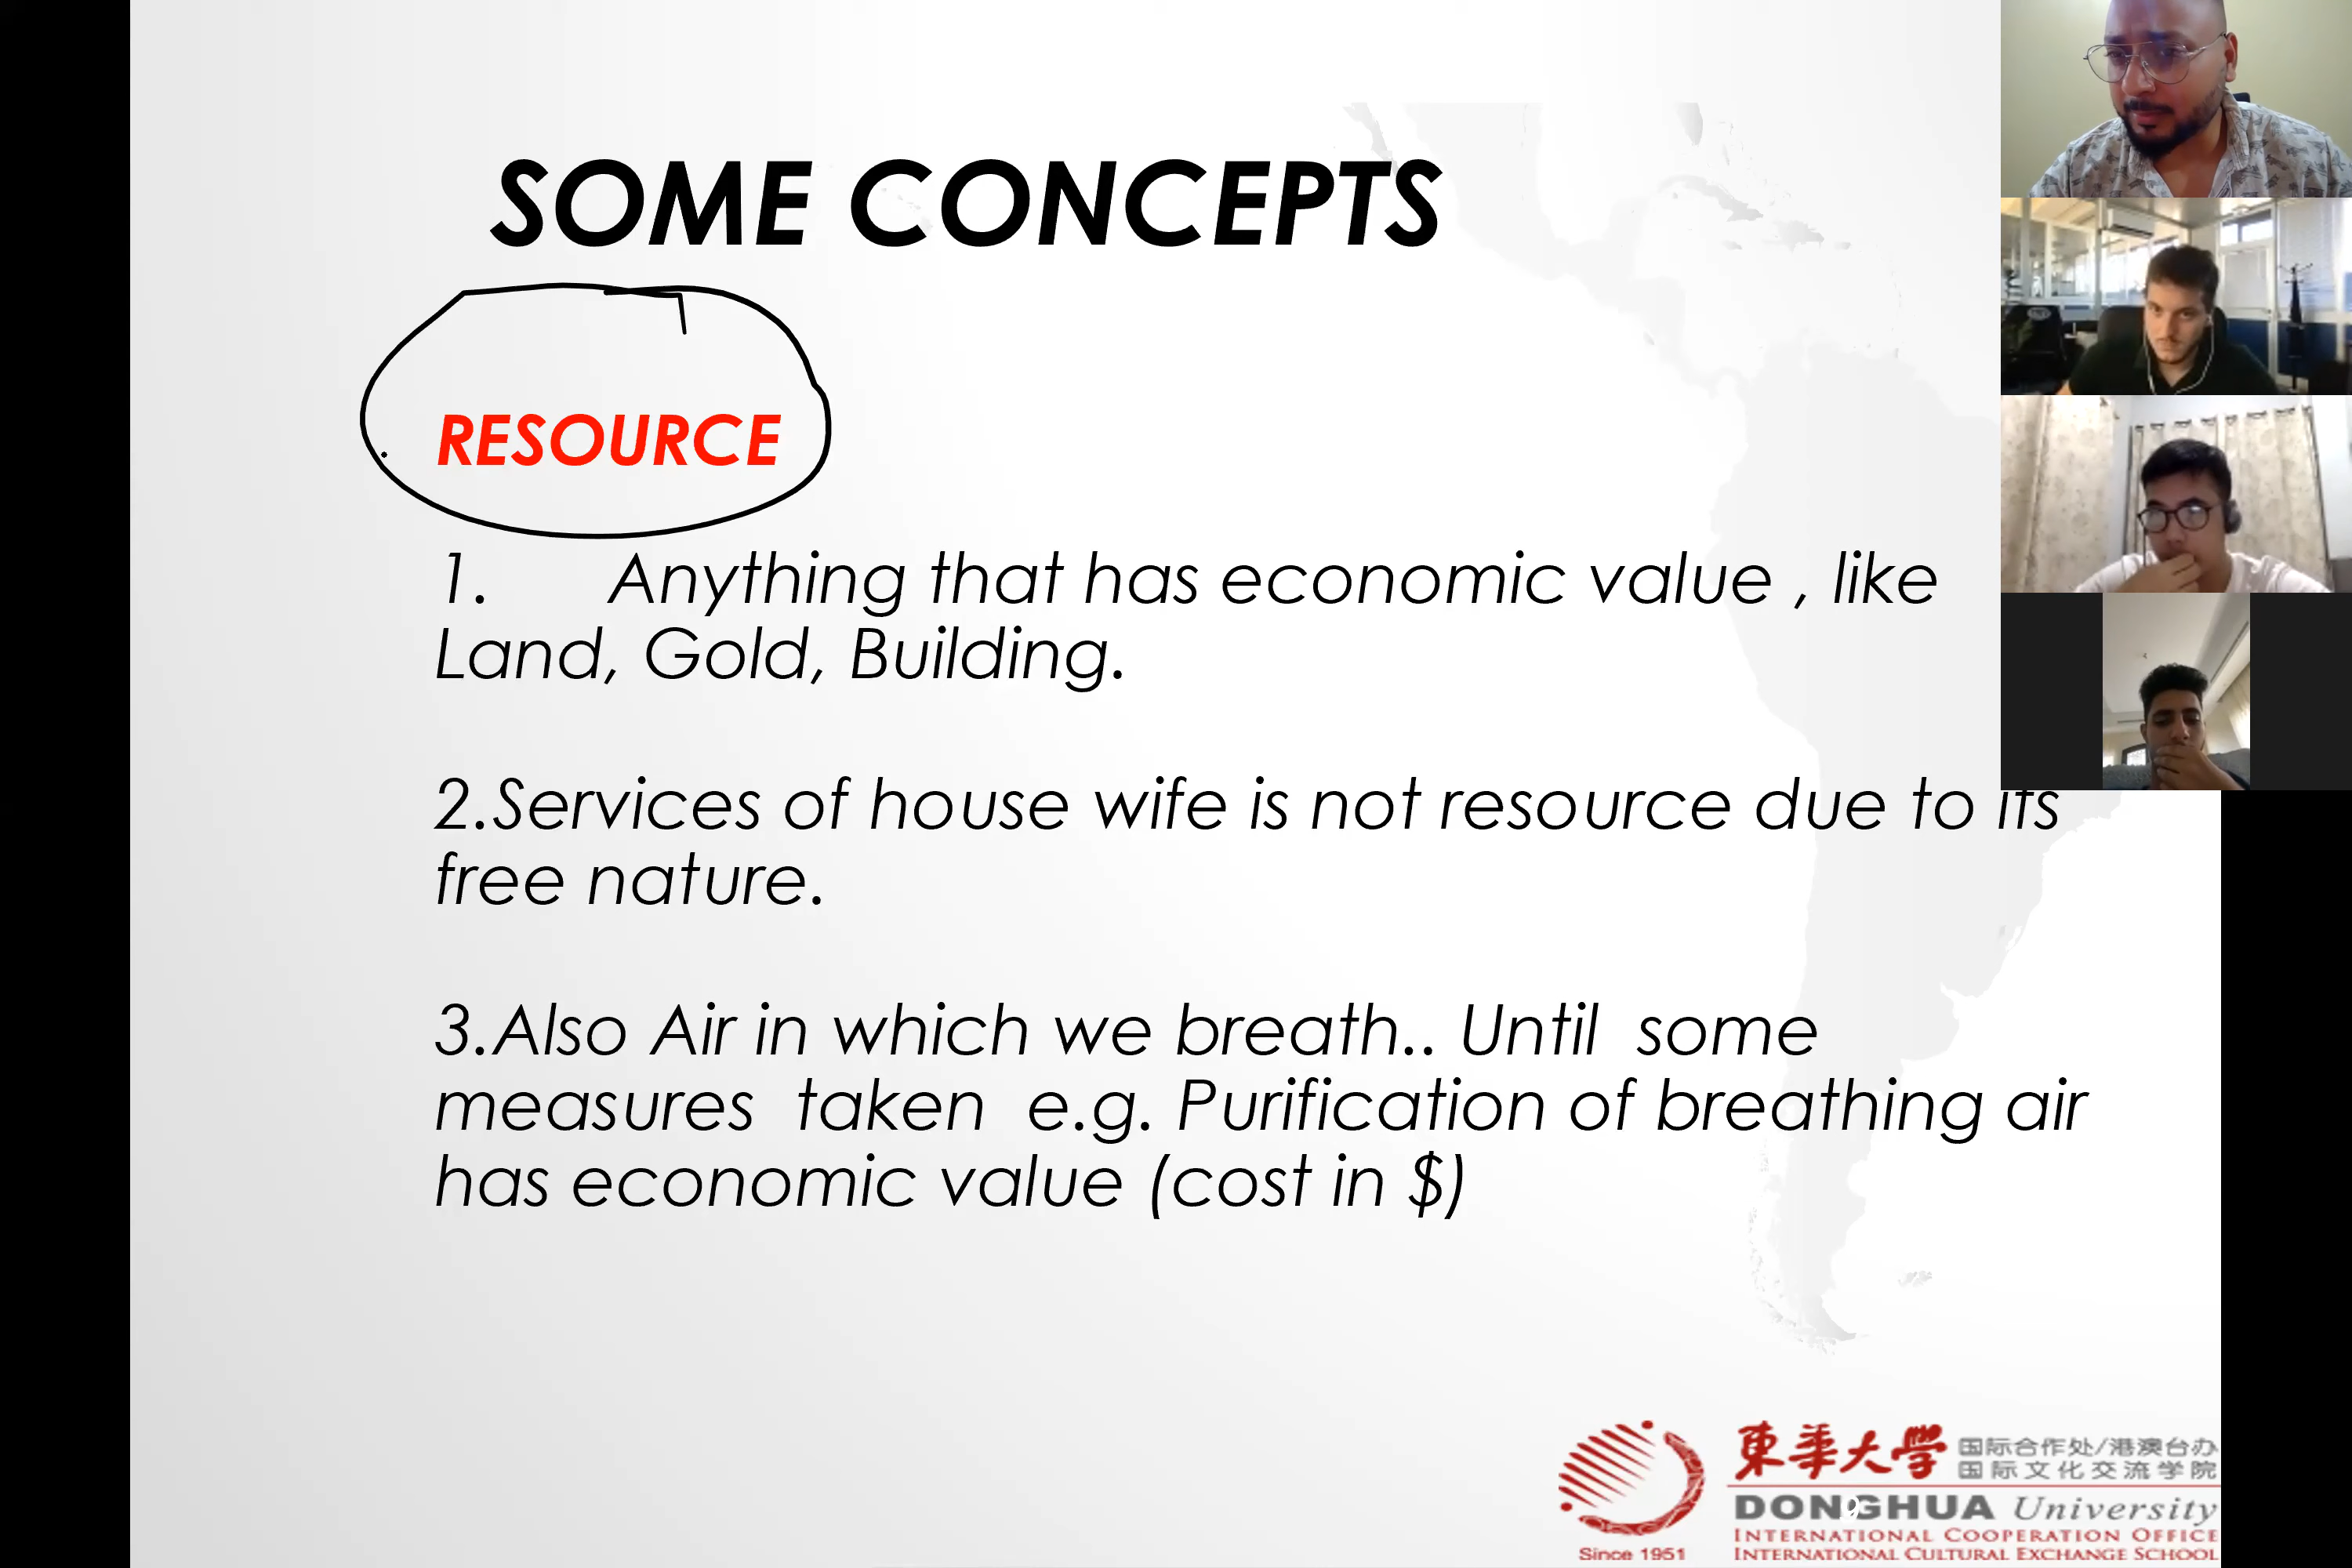 SOME CONCEPTS
RESOURCE
1. Anything that has economic value , like
Land, Gold, Building.
2.Services of house wife is not resource due to its
free nature.
3.Also Air in which we breath.. Until some
measures taken e.g. Purification of breathing air
has economic value (cost in $)
東華大學 国际合作处/港澳台办
国际文化交流学院
DONGHUA University
INTERNATIONAL COOPERATION OFFICE
Since 1951 INTERNATIONAL CULTURAL EXCHANGE SCHOOL